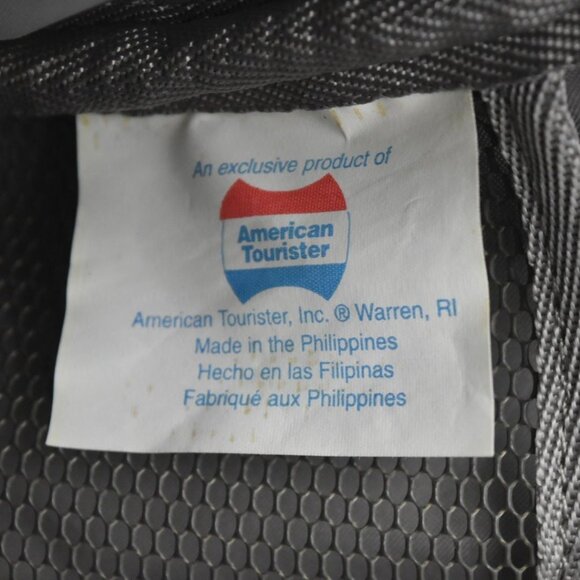 An exclusive product of
American
Tourister
American Tourister, Inc. ® Warren, RI
Made in the Philippines
Hecho en las Filipinas
Fabriqué aux Philippines